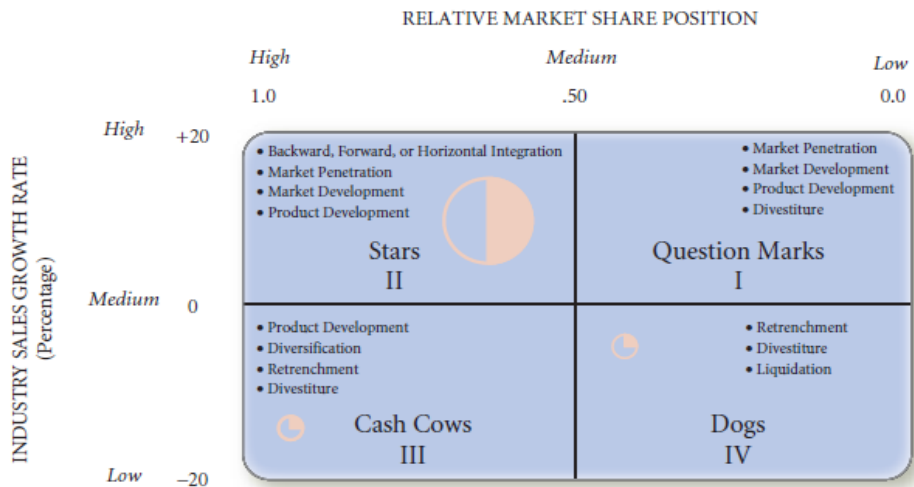 RELATIVE MARKET SHARE POSITION
High
Medium
Low
1.0
.50
0.0
INDUSTRY SALES GROWTH RATE
(Percentage)
High
+20
• Backward, Forward, or Horizontal Integration
• Market Penetration
• Market Development
• Product Development
Stars
II
• Market Penetration
• Market Development
• Product Development
• Divestiture
Question Marks
I
Medium
0
• Product Development
• Diversification
• Retrenchment
• Divestiture
Cash Cows
III
• Retrenchment
• Divestiture
• Liquidation
Dogs
IV
Low
–20